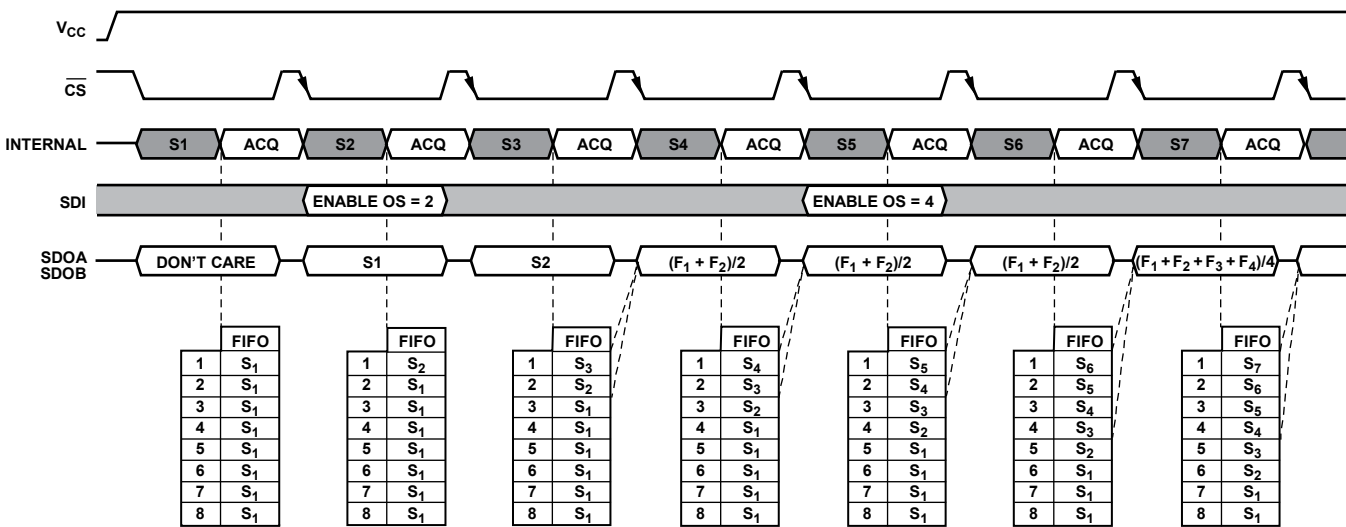 VCC
CS
INTERNAL S1 ACQ S2 ACQ S3 ACQ S4 ACQ S5 ACQ S6 ACQ S7 ACQ
SDI ENABLE OS = 2 ENABLE OS = 4
SDOA
SDOB
DON'T CARE S1 S2 (F1 + F2)/2 (F1 + F2)/2 (F1 + F2)/2 (F1 + F2 + F3 + F4)/4
FIFO FIFO FIFO FIFO FIFO FIFO FIFO
1 S1 1 S2 1 S3 1 S4 1 S5 1 S6 1 S7
2 S1 2 S1 2 S2 2 S3 2 S4 2 S5 2 S6
3 S1 3 S1 3 S1 3 S2 3 S3 3 S4 3 S5
4 S1 4 S1 4 S1 4 S1 4 S2 4 S3 4 S4
5 S1 5 S1 5 S1 5 S1 5 S1 5 S2 5 S3
6 S1 6 S1 6 S1 6 S1 6 S1 6 S1 6 S2
7 S1 7 S1 7 S1 7 S1 7 S1 7 S1 7 S1
8 S1 8 S1 8 S1 8 S1 8 S1 8 S1 8 S1